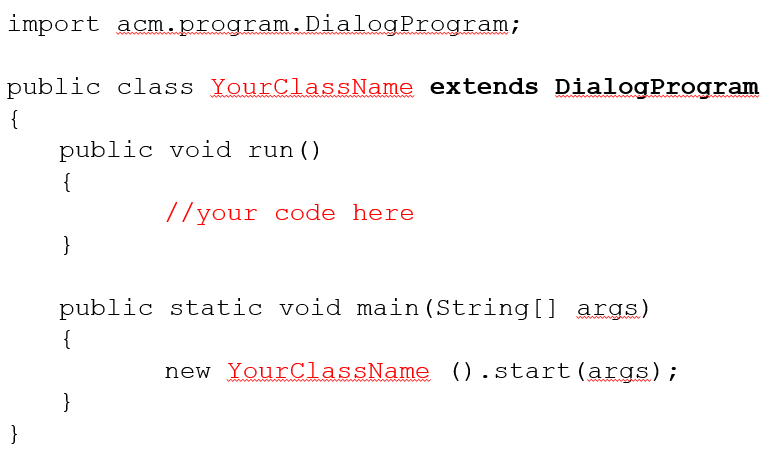 import acm.program.DialogProgram;
public class YourClassName extends DialogProgram
{
public void run()
{
//your code here
}
public static void main(String[] args)
{
new YourClassName ().start(args);
}
}